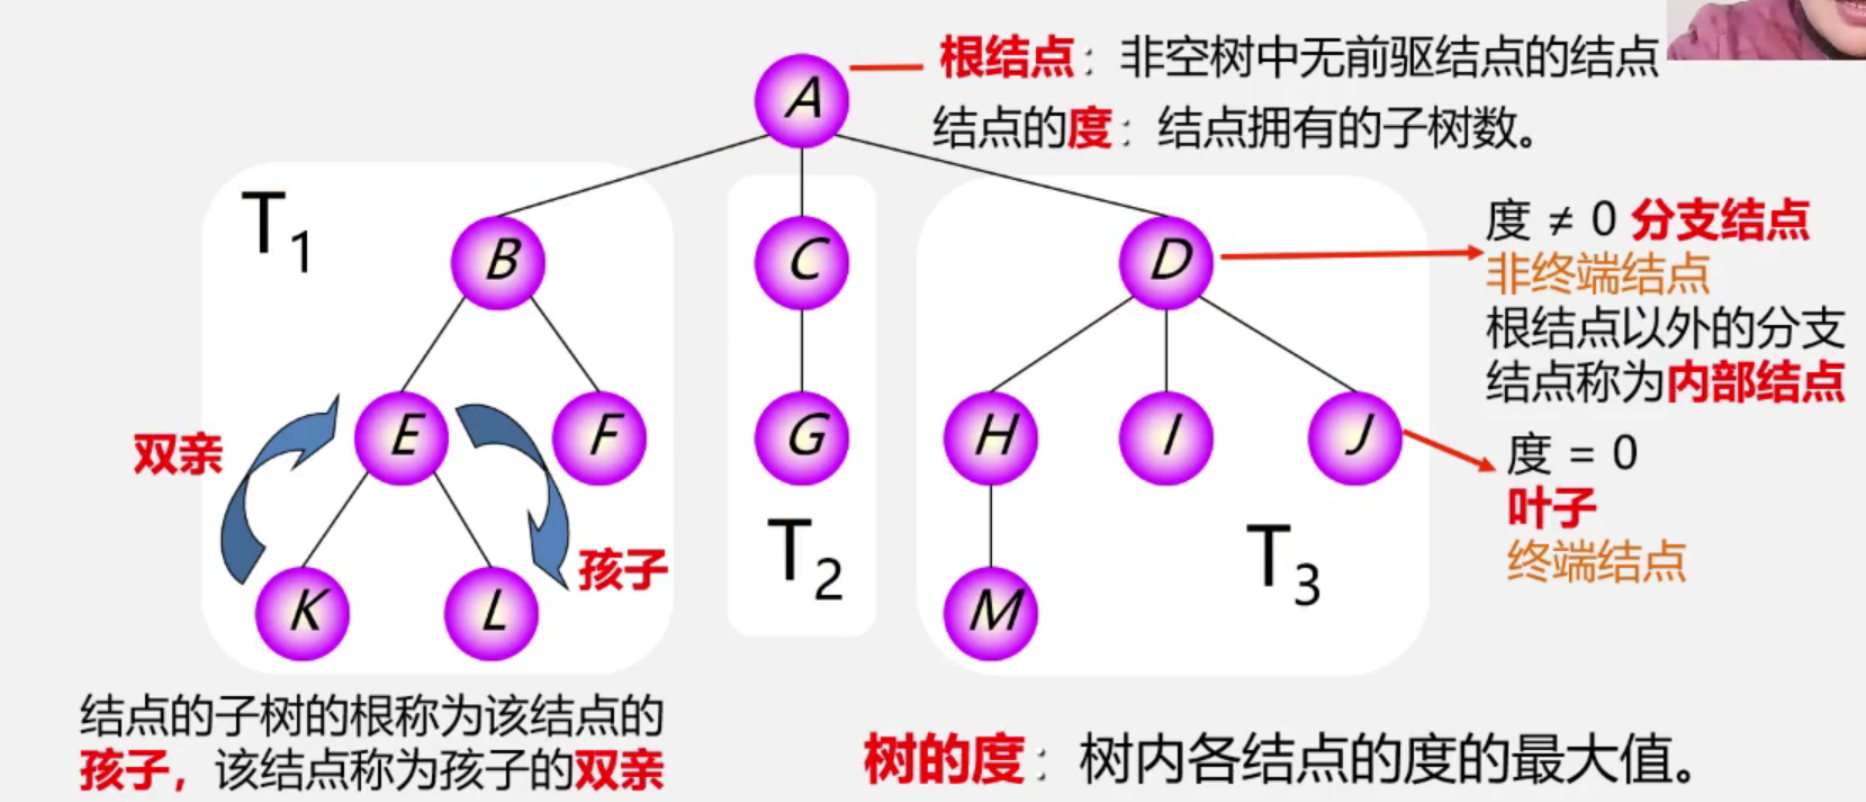 根结点：非空树中无前驱结点的结点
结点的度：结点拥有的子树数。
A
T1
B
C
D
度 ≠ 0 分支结点
非终端结点
根结点以外的分支
结点称为内部结点
双亲
E
F
G
H
I
J
度 = 0
叶子
终端结点
孩子
T2
T3
K
L
M
结点的子树的根称为该结点的
孩子，该结点称为孩子的双亲
树的度：树内各结点的度的最大值。